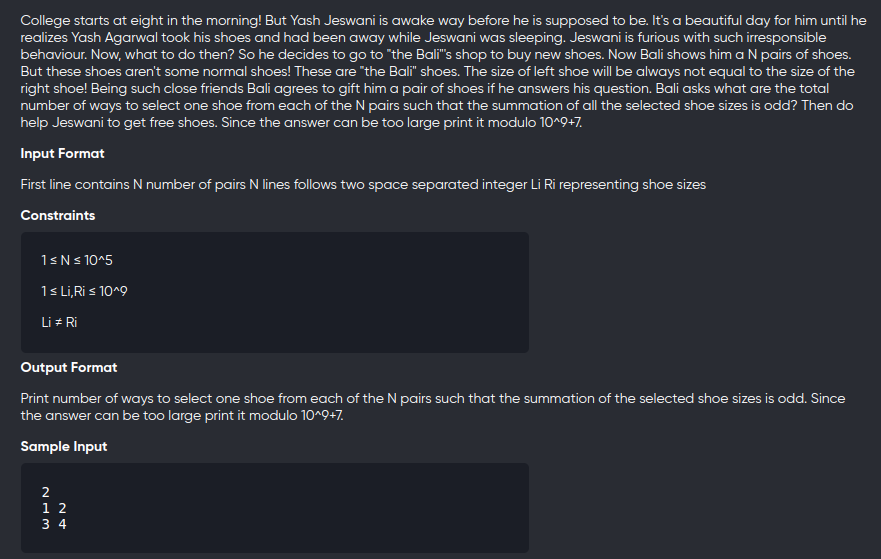 College starts at eight in the morning! But Yash Jeswani is awake way before he is supposed to be. It's a beautiful day for him until he
realizes Yash Agarwal took his shoes and had been away while Jeswani was sleeping. Jeswani is furious with such irresponsible
behaviour. Now, what to do then? So he decides to go to "the Bali"'s shop to buy new shoes. Now Bali shows him a N pairs of shoes.
But these shoes aren't some normal shoes! These are "the Bali" shoes. The size of left shoe will be always not equal to the size of the
right shoe! Being such close friends Bali agrees to gift him a pair of shoes if he answers his question. Bali asks what are the total
number of ways to select one shoe from each of the N pairs such that the summation of all the selected shoe sizes is odd? Then do
help Jeswani to get free shoes. Since the answer can be too large print it modulo 10^9+7.
Input Format
First line contains N number of pairs N lines follows two space separated integer Li Ri representing shoe sizes
Constraints
1 ≤ N ≤ 10^5
1 ≤ Li,Ri ≤ 10^9
Li ≠ Ri
Output Format
Print number of ways to select one shoe from each of the N pairs such that the summation of the selected shoe sizes is odd. Since
the answer can be too large print it modulo 10^9+7.
Sample Input
2
1 2
3 4